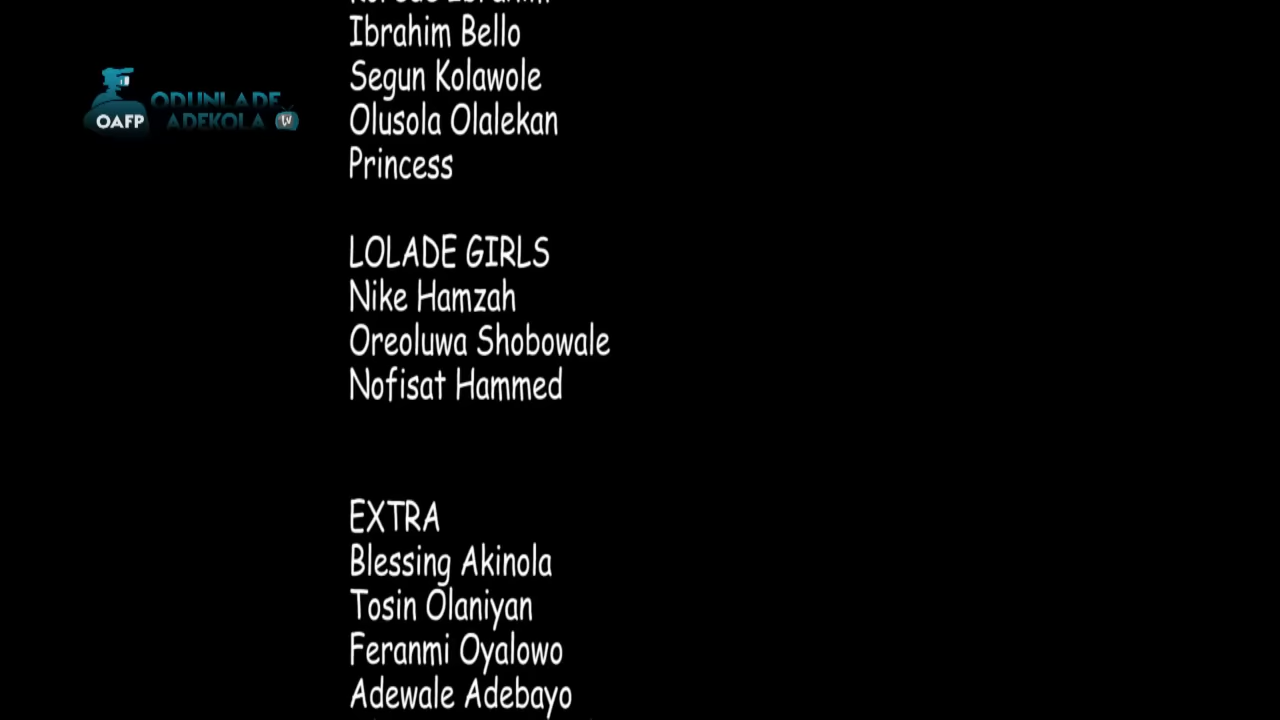 Ibrahim Bello
Segun Kolawole
ODUNLADE
OAFP ADEKOLA TV
Olusola Olalekan
Princess
LOLADE GIRLS
Nike Hamzah
Oreoluwa Shobowale
Nofisat Hammed
EXTRA
Blessing Akinola
Tosin Olaniyan
Feranmi Oyalowo
Adewale Adebayo